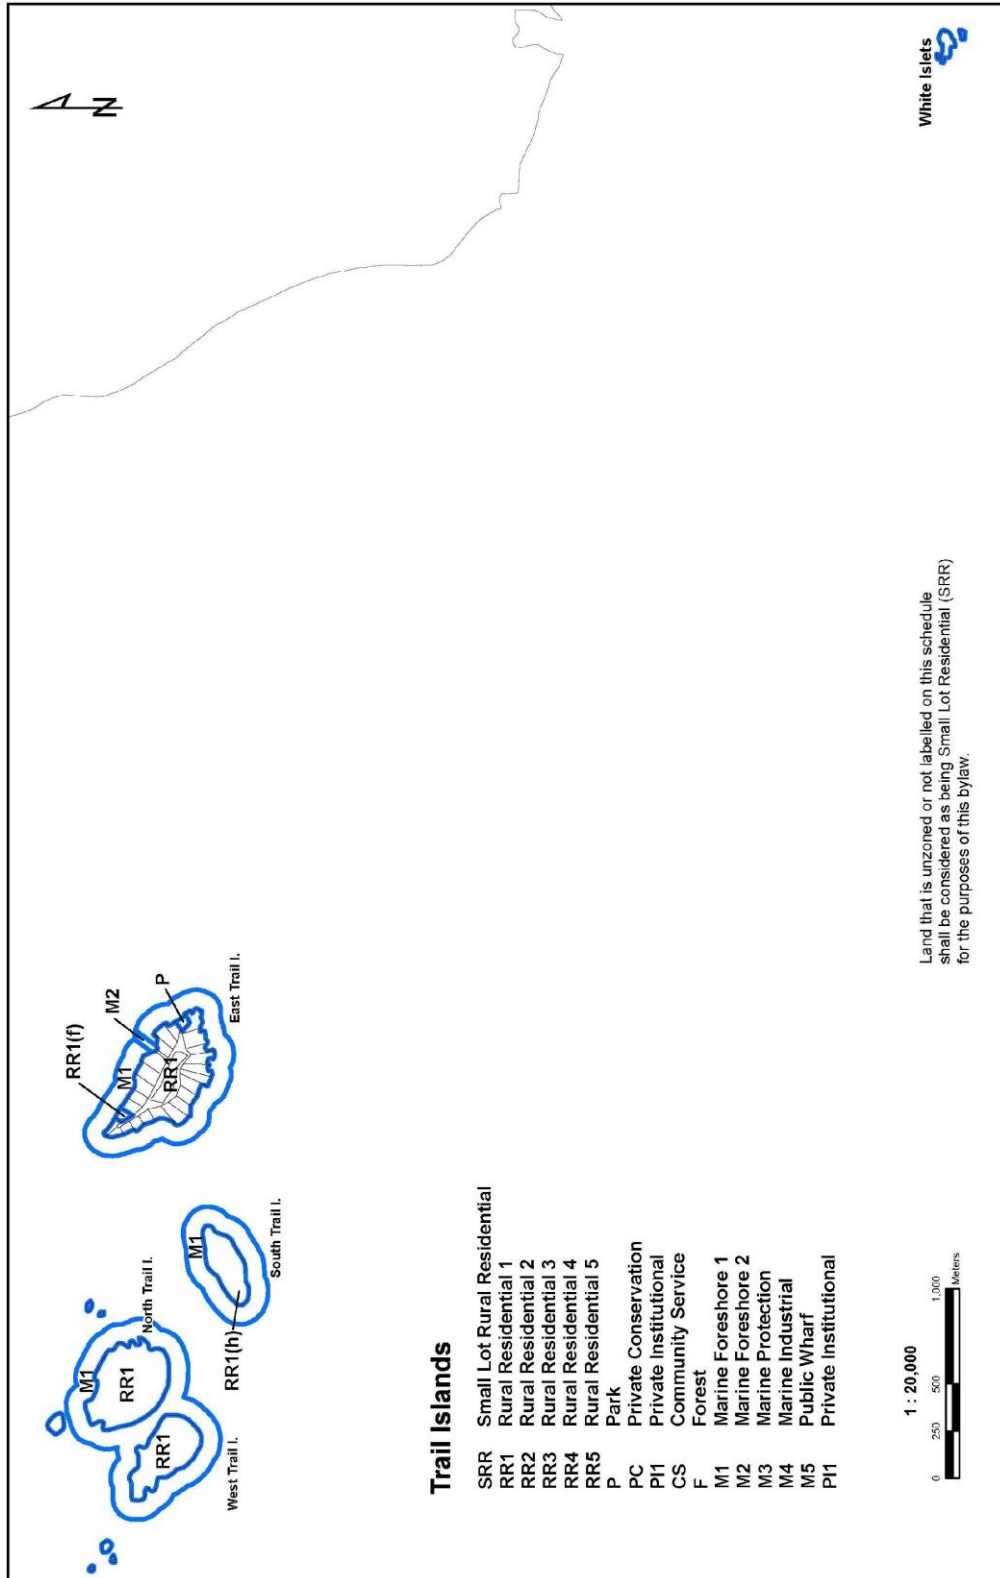 N
White Islets
RR1(f)
M1
M2
P
RR1
East Trail I.
M1
RR1
North Trail I.
RR1
West Trail I.
M1
RR1(h)
South Trail I.
Trail Islands
SRR Small Lot Rural Residential
RR1 Rural Residential 1
RR2 Rural Residential 2
RR3 Rural Residential 3
RR4 Rural Residential 4
RR5 Rural Residential 5
P Park
PC Private Conservation
PI1 Private Institutional
CS Community Service
F Forest
M1 Marine Foreshore 1
M2 Marine Foreshore 2
M3 Marine Protection
M4 Marine Industrial
M5 Public Wharf
PI1 Private Institutional
1 : 20,000
0 250 500 1,000
Meters
Land that is unzoned or not labelled on this schedule
shall be considered as being Small Lot Residential (SRR)
for the purposes of this bylaw.